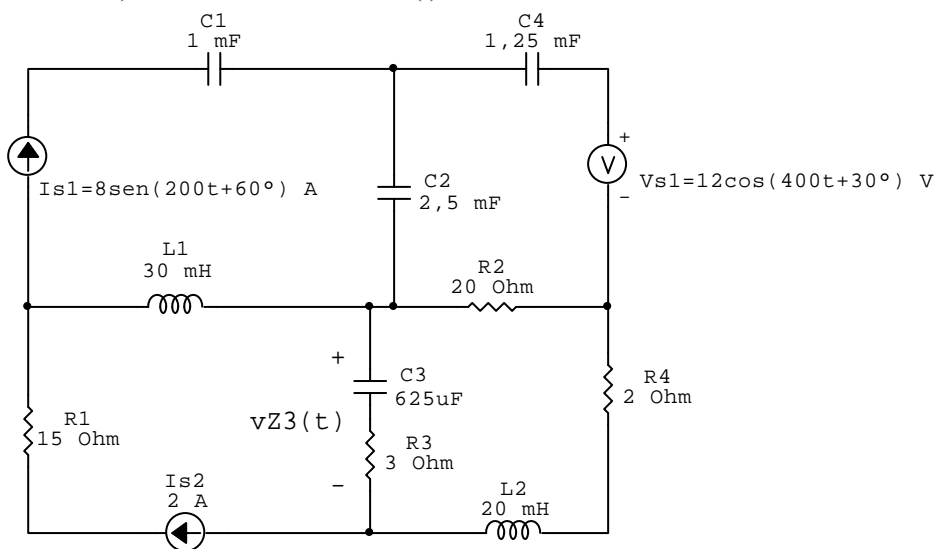 C1
1 mF
C4
1,25 mF
Is1=8sen(200t+60º) A
C2
2,5 mF
+
V
Vs1=12cos(400t+30º) V
−
L1
30 mH
R2
20 Ohm
+
C3
625uF
vZ3(t)
R4
2 Ohm
R1
15 Ohm
R3
3 Ohm
−
Is2
2 A
L2
20 mH